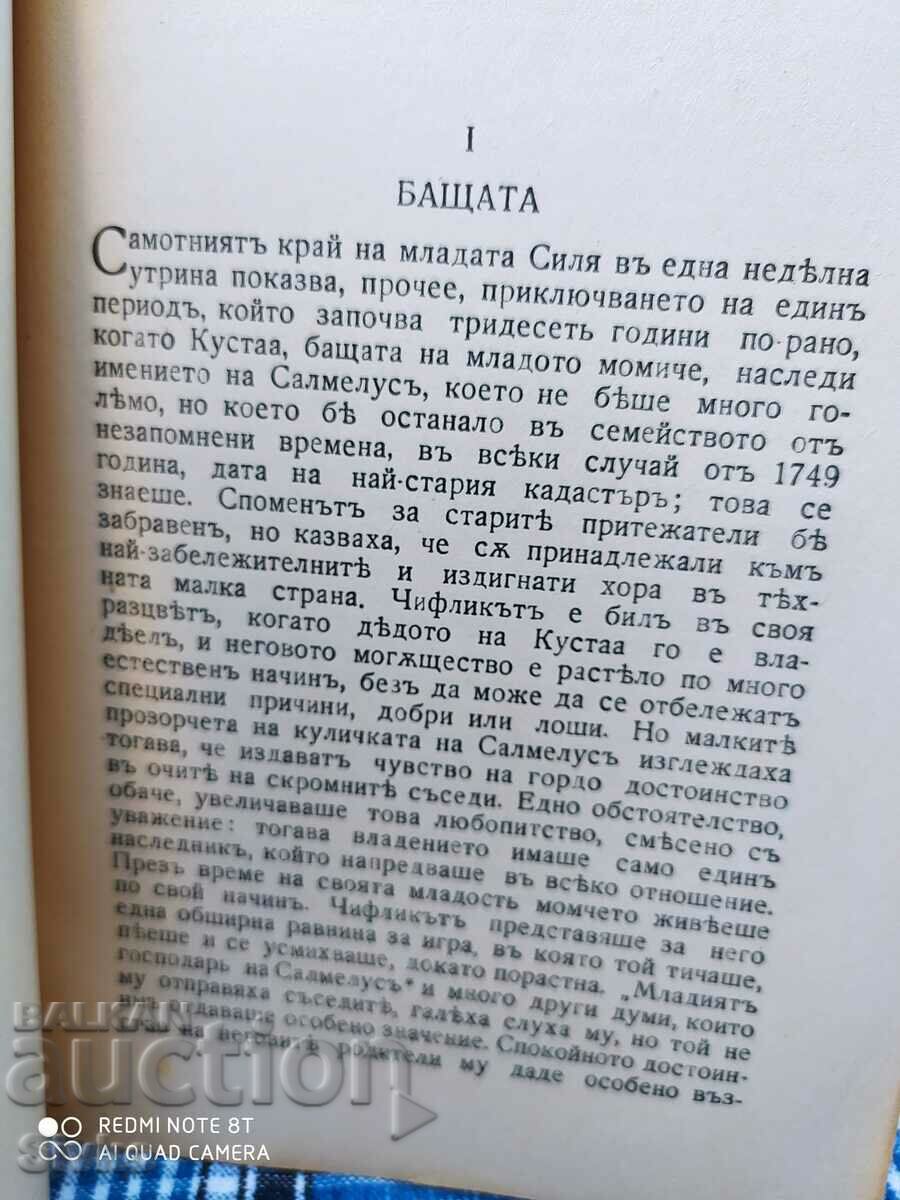 I
БАЩАТА
Самотниятъ край на младата Силя въ една недѣлна
утрина показва, прочее, приключването на единъ
периодъ, който започва тридесеть години по-рано,
когато Кустаа, бащата на младото момиче, наследи
имението на Салмелусъ, което не бѣше много го-
лѣмо, но което бѣ останало въ семейството отъ
незапомнени времена, въ всѣки случай отъ 1749
година, дата на най-стария кадастъръ; това се
знаеше. Споменътъ за старитѣ притежатели бѣ
забравенъ, но казваха, че сѫ принадлежали къмъ
най-забележителнитѣ и издигнати хора въ тѣх-
ната малка страна. Чифликътъ е билъ въ своя
разцвѣтъ, когато дѣдото на Кустаа го е вла-
дѣелъ, и неговото могѫщество е растѣло по много
естественъ начин, безъ да може да се отбележатъ
специални причини, добри или лоши. Но малкитѣ
прозорчета на куличката на Салмелусъ изглеждаха
тогава, че издаватъ чувство на гордо достоинство
въ очитѣ на скромнитѣ съседи. Едно обстоятелство,
обаче, увеличаваше това любопитство, смѣсено съ
уважение: тогава владението имаше само единъ
наследникъ, който напредваше въ всѣко отношение.
Презъ време на своята младость момчето живѣеше
по свой начинъ. Чифликътъ представяше за него
една обширна равнина за игра, въ която той тичаше,
пѣеше и се усмихваше, докато порастна. „Младиятъ
господарь на Салмелусъ" и много други думи, които
му отправяха съседитѣ, галѣха слуха му, но той не
имъ отдаваше особено значение. Спокойното достоин-
на неговитѣ родители му даде особено въз-
BALKAN
auction
REDMI NOTE 8T
AI QUAD CAMERA